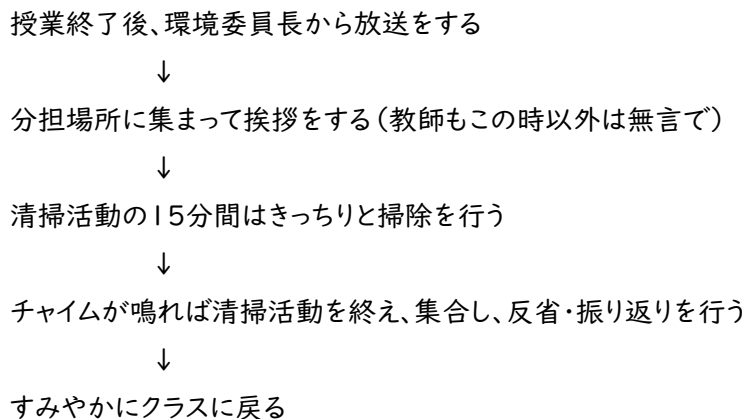 授業終了後、環境委員長から放送をする
↓
分担場所に集まって挨拶をする（教師もこの時以外は無言で）
↓
清掃活動の15分間はきっちりと掃除を行う
↓
チャイムが鳴れば清掃活動を終え、集合し、反省・振り返りを行う
↓
すみやかにクラスに戻る